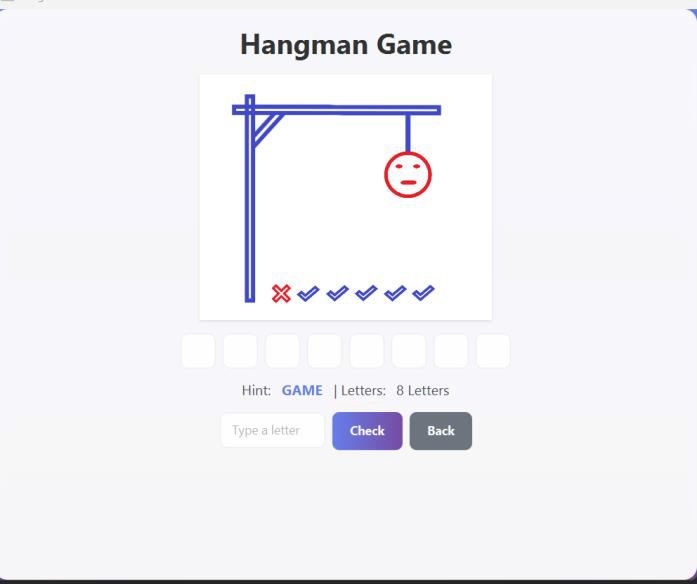 Hangman Game
Hint: GAME | Letters: 8 Letters
Type a letter Check Back